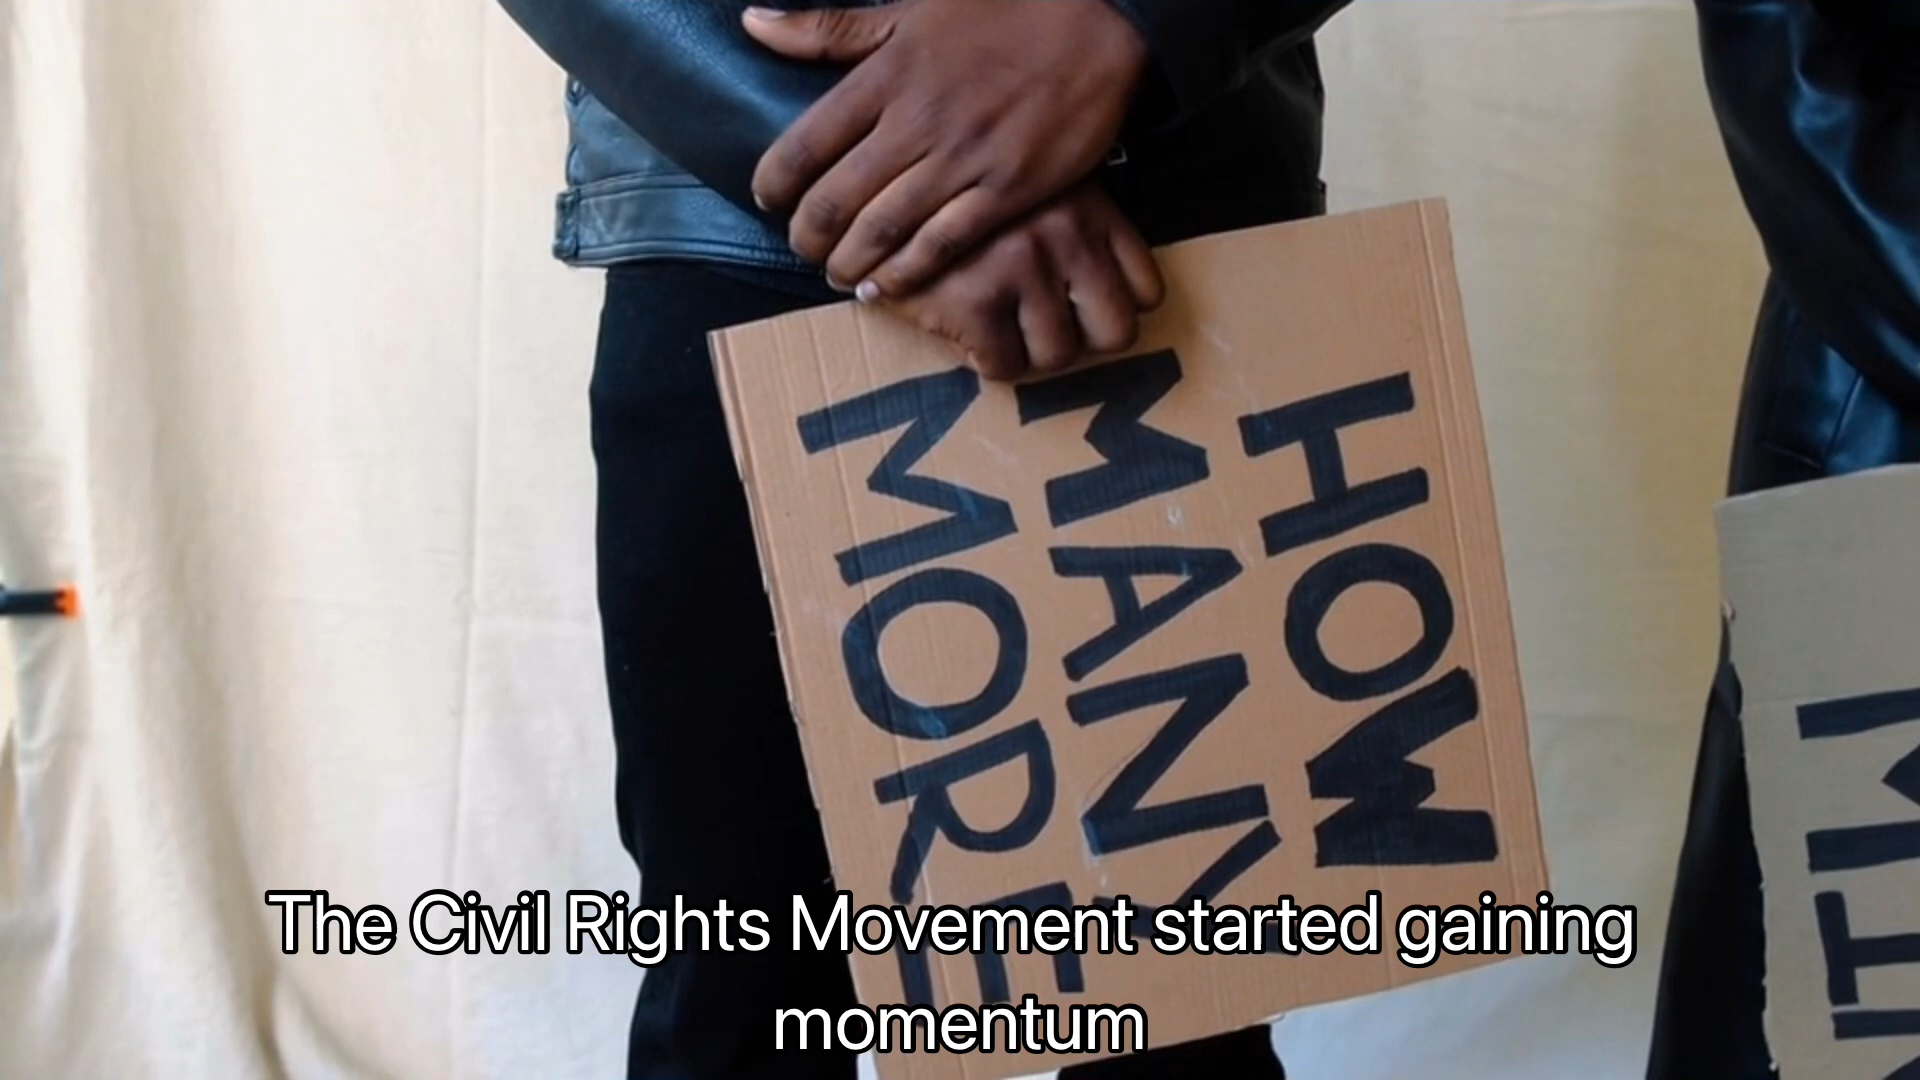 HOW
MANY
MORE
The Civil Rights Movement started gaining
momentum